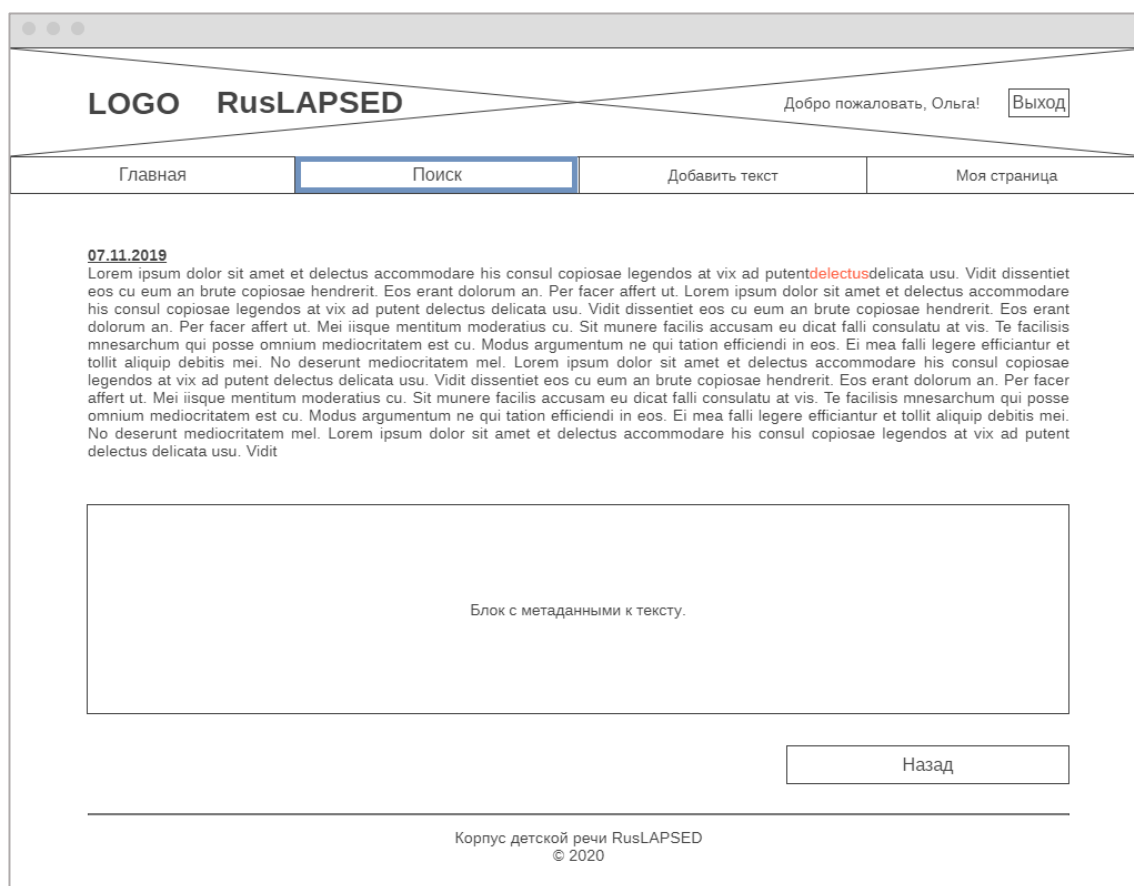 LOGO RusLAPSED Добро пожаловать, Ольга! Выход
Главная Поиск Добавить текст Моя страница
07.11.2019
Lorem ipsum dolor sit amet et delectus accommodare his consul copiosae legendos at vix ad putentdelectusdelicata usu. Vidit dissentiet
eos cu eum an brute copiosae hendrerit. Eos erant dolorum an. Per facer affert ut. Lorem ipsum dolor sit amet et delectus accommodare
his consul copiosae legendos at vix ad putent delectus delicata usu. Vidit dissentiet eos cu eum an brute copiosae hendrerit. Eos erant
dolorum an. Per facer affert ut. Mei iisque mentitum moderatius cu. Sit munere facilis accusam eu dicat falli consulatu at vis. Te facilisis
mnesarchum qui posse omnium mediocritatem est cu. Modus argumentum ne qui tation efficiendi in eos. Ei mea falli legere efficiantur et
tollit aliquip debitis mei. No deserunt mediocritatem mel. Lorem ipsum dolor sit amet et delectus accommodare his consul copiosae
legendos at vix ad putent delectus delicata usu. Vidit dissentiet eos cu eum an brute copiosae hendrerit. Eos erant dolorum an. Per facer
affert ut. Mei iisque mentitum moderatius cu. Sit munere facilis accusam eu dicat falli consulatu at vis. Te facilisis mnesarchum qui posse
omnium mediocritatem est cu. Modus argumentum ne qui tation efficiendi in eos. Ei mea falli legere efficiantur et tollit aliquip debitis mei.
No deserunt mediocritatem mel. Lorem ipsum dolor sit amet et delectus accommodare his consul copiosae legendos at vix ad putent
delectus delicata usu. Vidit
Блок с метаданными к тексту.
Назад
Корпус детской речи RusLAPSED
© 2020